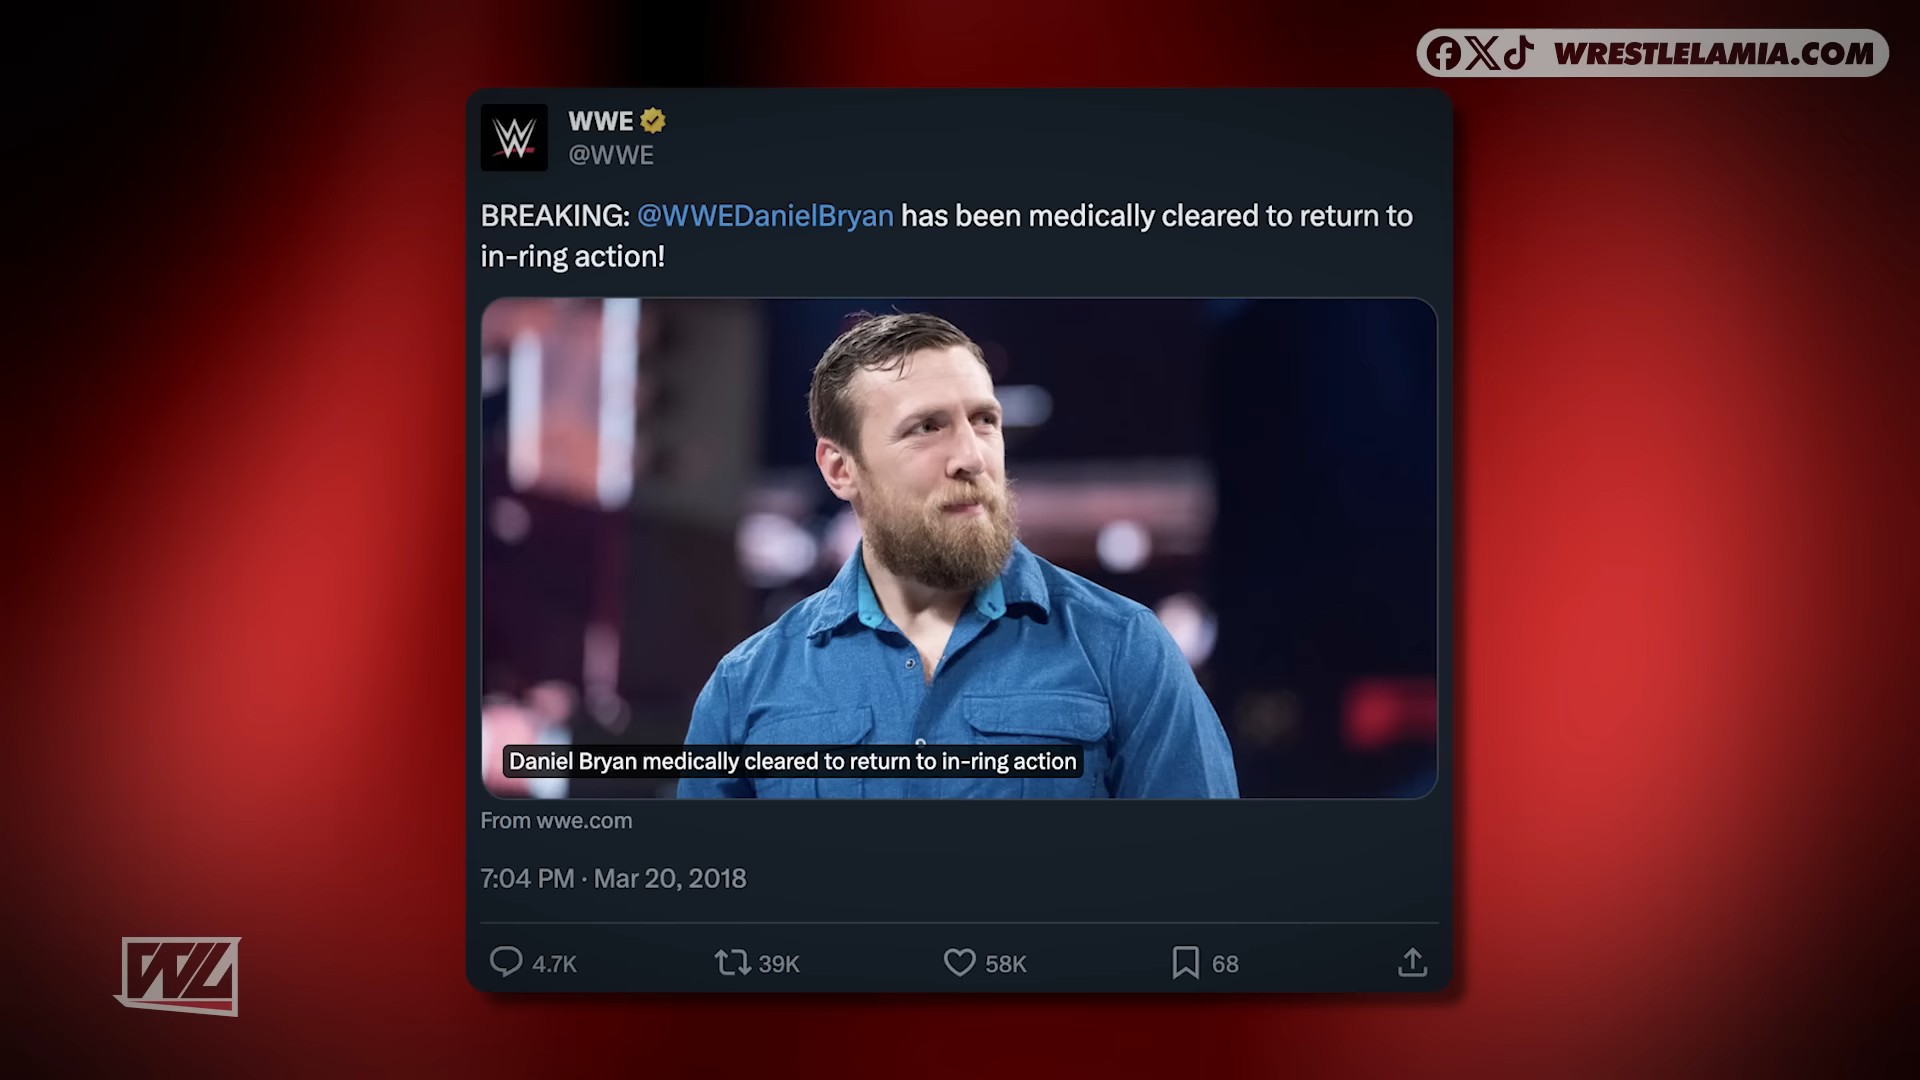 WRESTLELAMIA.COM
WWE
@WWE
BREAKING: @WWEDanielBryan has been medically cleared to return to
in-ring action!
Daniel Bryan medically cleared to return to in-ring action
From wwe.com
7:04 PM · Mar 20, 2018
4.7K 39K 58K 68
WL